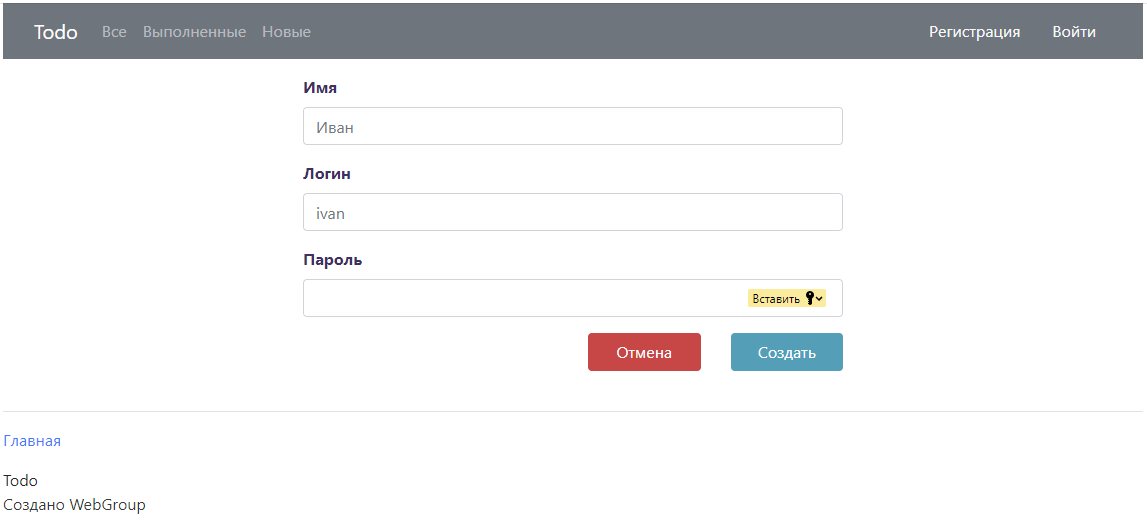 Todo Все Выполненные Новые Регистрация Войти
Имя
Иван
Логин
ivan
Пароль
Вставить
Отмена Создать
Главная
Todo
Создано WebGroup